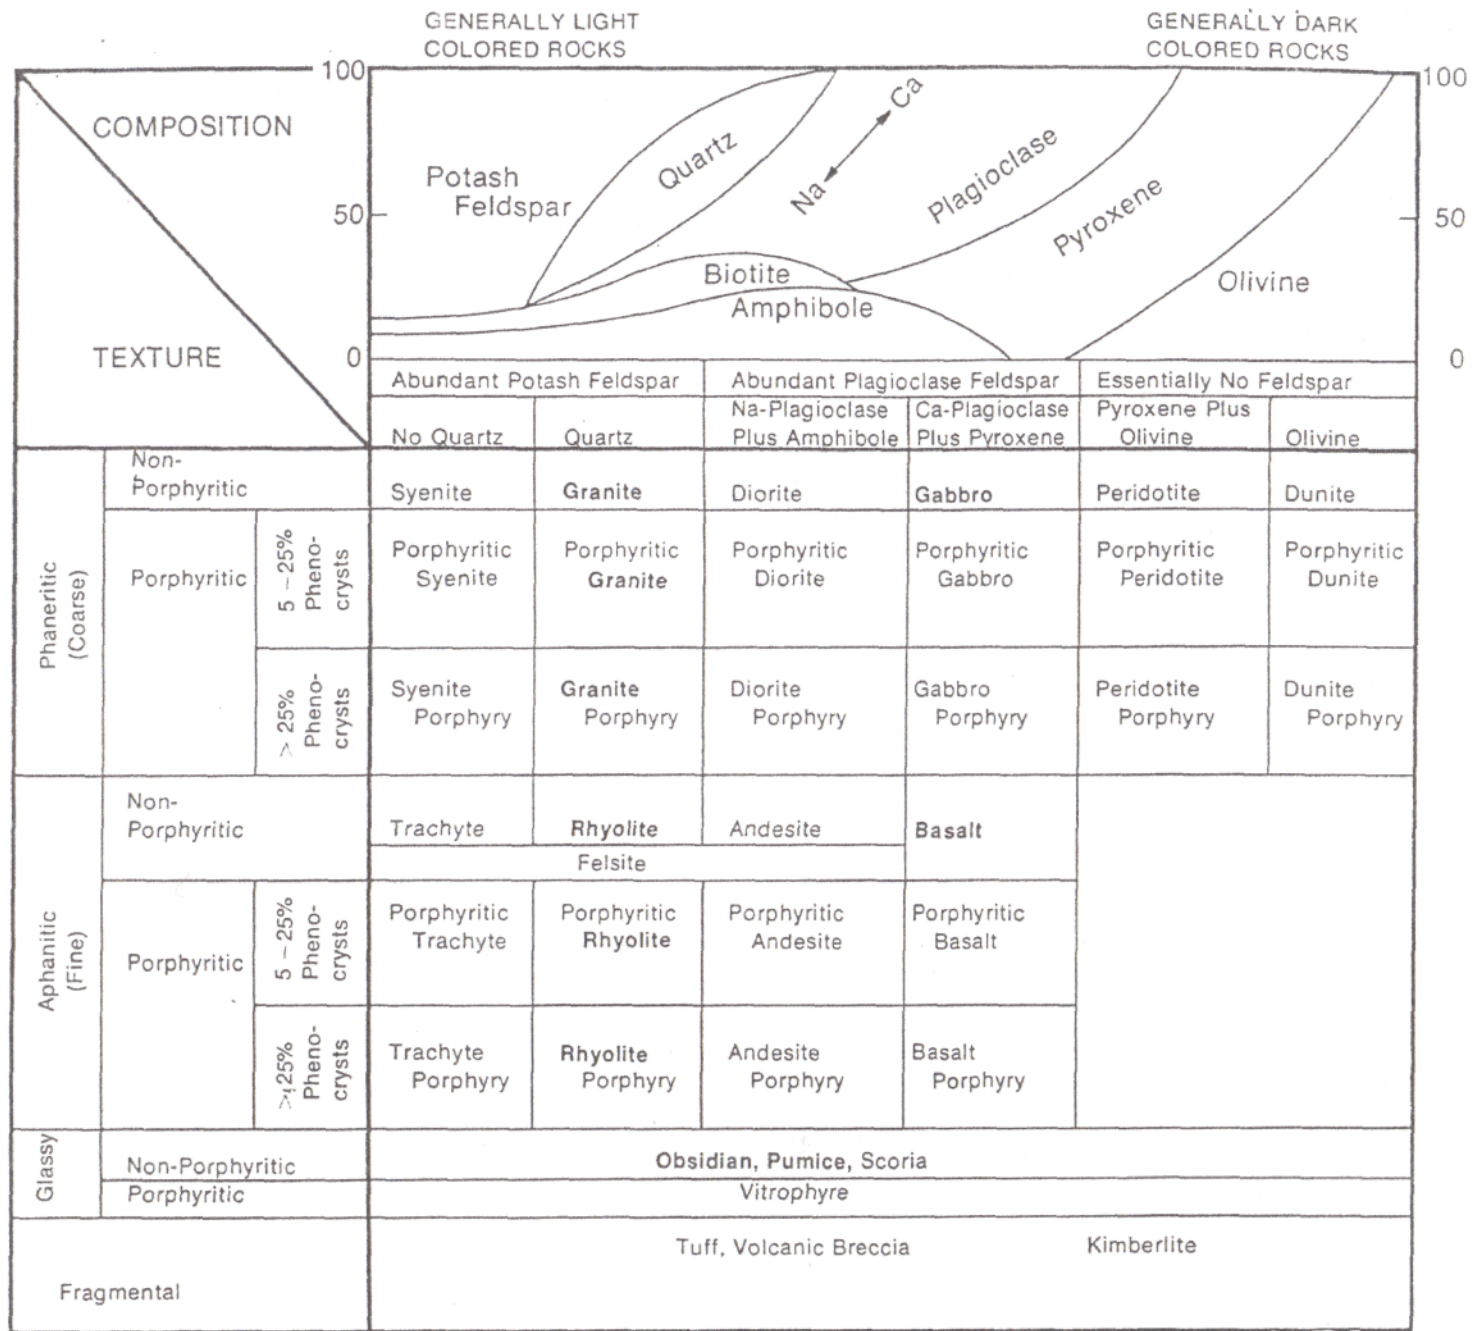 GENERALLY LIGHT
COLORED ROCKS
GENERALLY DARK
COLORED ROCKS
100
100
COMPOSITION
Potash
Feldspar
Quartz
Na
Ca
Plagioclase
Pyroxene
50
50
Biotite
Amphibole
Olivine
TEXTURE
0
0
Abundant Potash Feldspar
Abundant Plagioclase Feldspar
Essentially No Feldspar
No Quartz
Quartz
Na-Plagioclase
Plus Amphibole
Ca-Plagioclase
Plus Pyroxene
Pyroxene Plus
Olivine
Olivine
Phaneritic
(Coarse)
Non-
Porphyritic
Syenite
Granite
Diorite
Gabbro
Peridotite
Dunite
Porphyritic
5 – 25%
Pheno-
crysts
Porphyritic
Syenite
Porphyritic
Granite
Porphyritic
Diorite
Porphyritic
Gabbro
Porphyritic
Peridotite
Porphyritic
Dunite
> 25%
Pheno-
crysts
Syenite
Porphyry
Granite
Porphyry
Diorite
Porphyry
Gabbro
Porphyry
Peridotite
Porphyry
Dunite
Porphyry
Aphanitic
(Fine)
Non-
Porphyritic
Trachyte
Rhyolite
Andesite
Basalt
Felsite
Porphyritic
5 – 25%
Pheno-
crysts
Porphyritic
Trachyte
Porphyritic
Rhyolite
Porphyritic
Andesite
Porphyritic
Basalt
>25%
Pheno-
crysts
Trachyte
Porphyry
Rhyolite
Porphyry
Andesite
Porphyry
Basalt
Porphyry
Glassy
Non-Porphyritic
Obsidian, Pumice, Scoria
Porphyritic
Vitrophyre
Fragmental
Tuff, Volcanic Breccia
Kimberlite